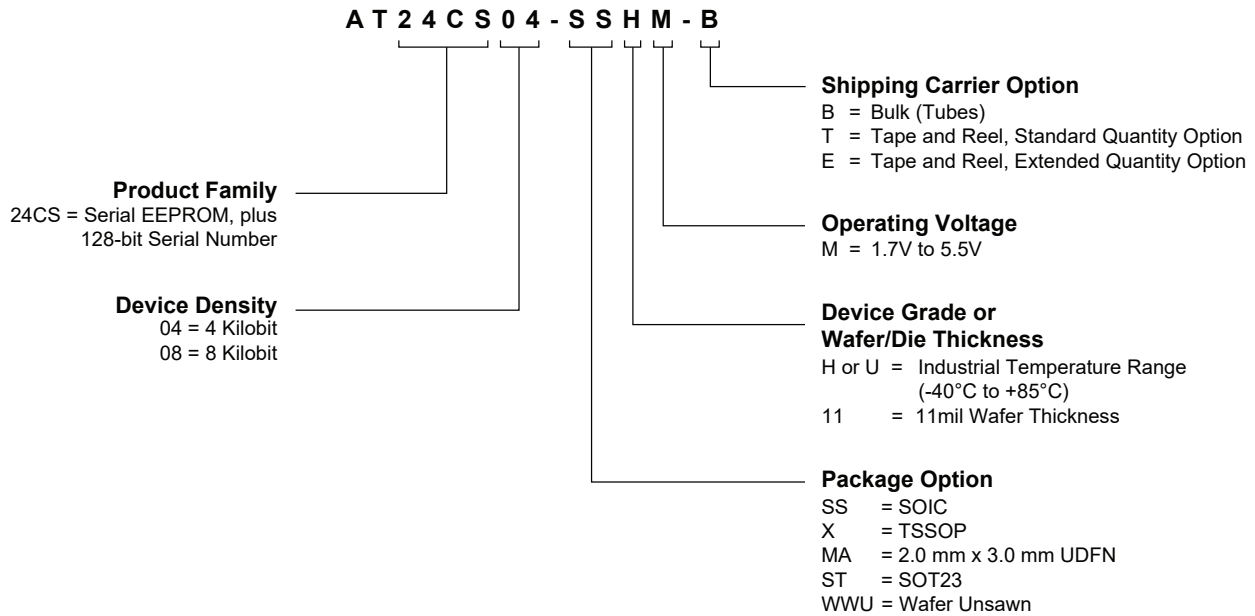 AT24CS04-SSHM-B
Shipping Carrier Option
B = Bulk (Tubes)
T = Tape and Reel, Standard Quantity Option
E = Tape and Reel, Extended Quantity Option
Product Family
24CS = Serial EEPROM, plus
128-bit Serial Number
Operating Voltage
M = 1.7V to 5.5V
Device Density
04 = 4 Kilobit
08 = 8 Kilobit
Device Grade or
Wafer/Die Thickness
H or U = Industrial Temperature Range
(-40°C to +85°C)
11 = 11mil Wafer Thickness
Package Option
SS = SOIC
X = TSSOP
MA = 2.0 mm x 3.0 mm UDFN
ST = SOT23
WWU = Wafer Unsawn